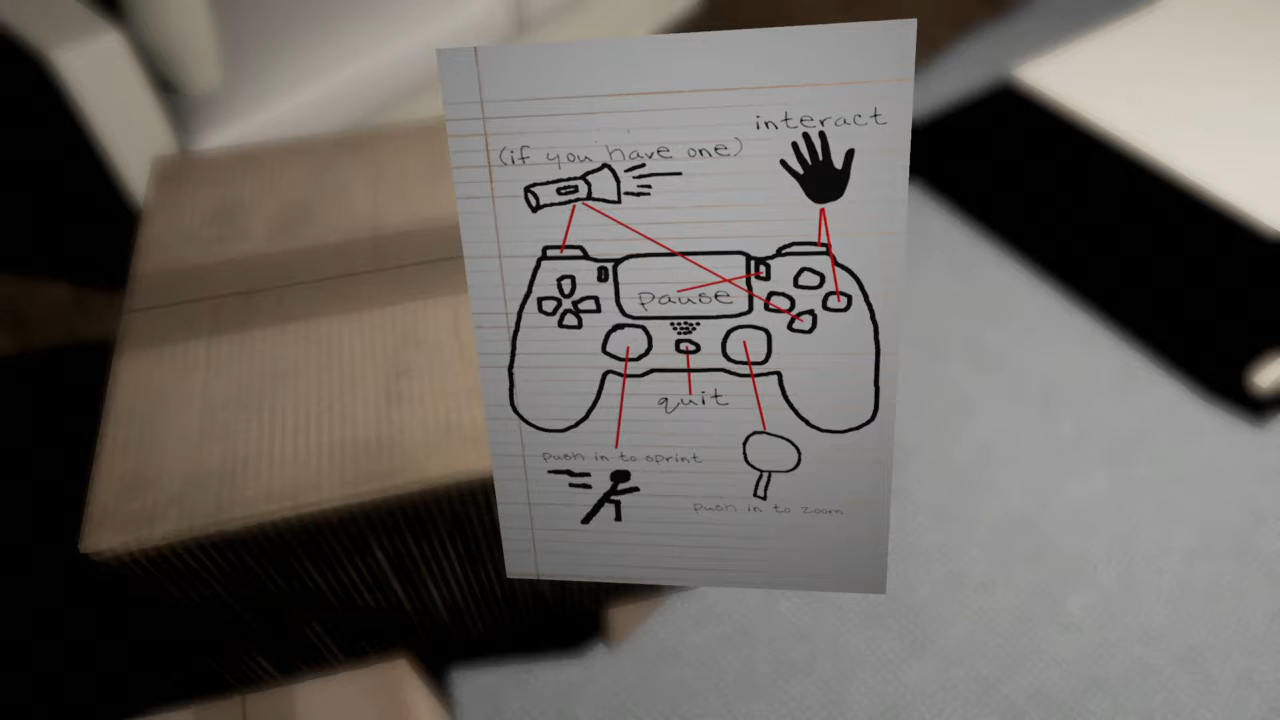 interact
(if you have one)
pause
quit
push in to sprint
push in to zoom